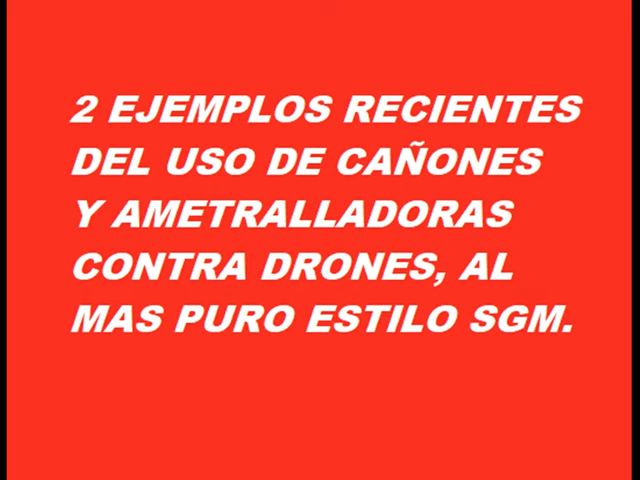 2 EJEMPLOS RECIENTES
DEL USO DE CAÑONES
Y AMETRALLADORAS
CONTRA DRONES, AL
MAS PURO ESTILO SGM.